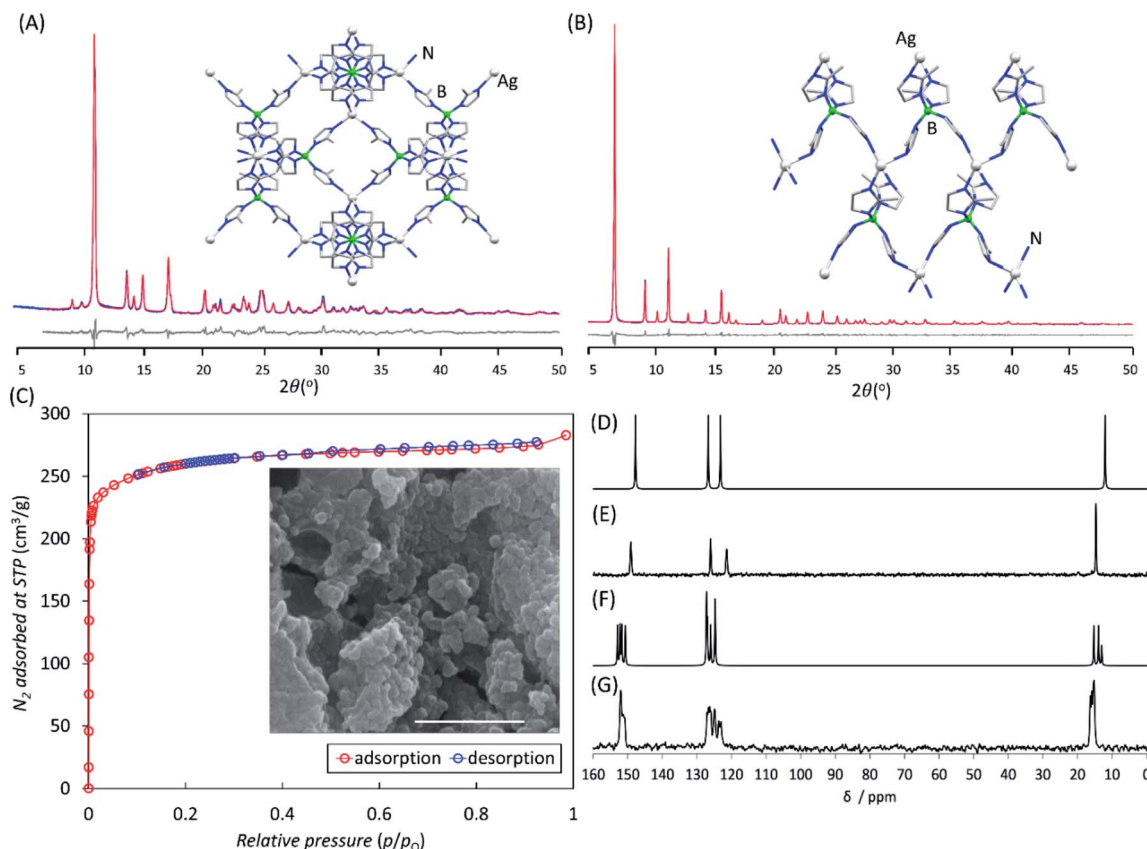 (A)
N
B
Ag
5 10 15 20 25 30 35 40 45 50
2θ(°)
(B)
Ag
B
N
5 10 15 20 25 30 35 40 45 50
2θ(°)
(C)
300
250
200
150
100
50
0
N2 adsorbed at STP (cm³/g)
adsorption desorption
0 0.2 0.4 0.6 0.8 1
Relative pressure (p/pO)
(D)
(E)
(F)
(G)
160 150 140 130 120 110 100 90 80 70 60 50 40 30 20 10 0
δ / ppm